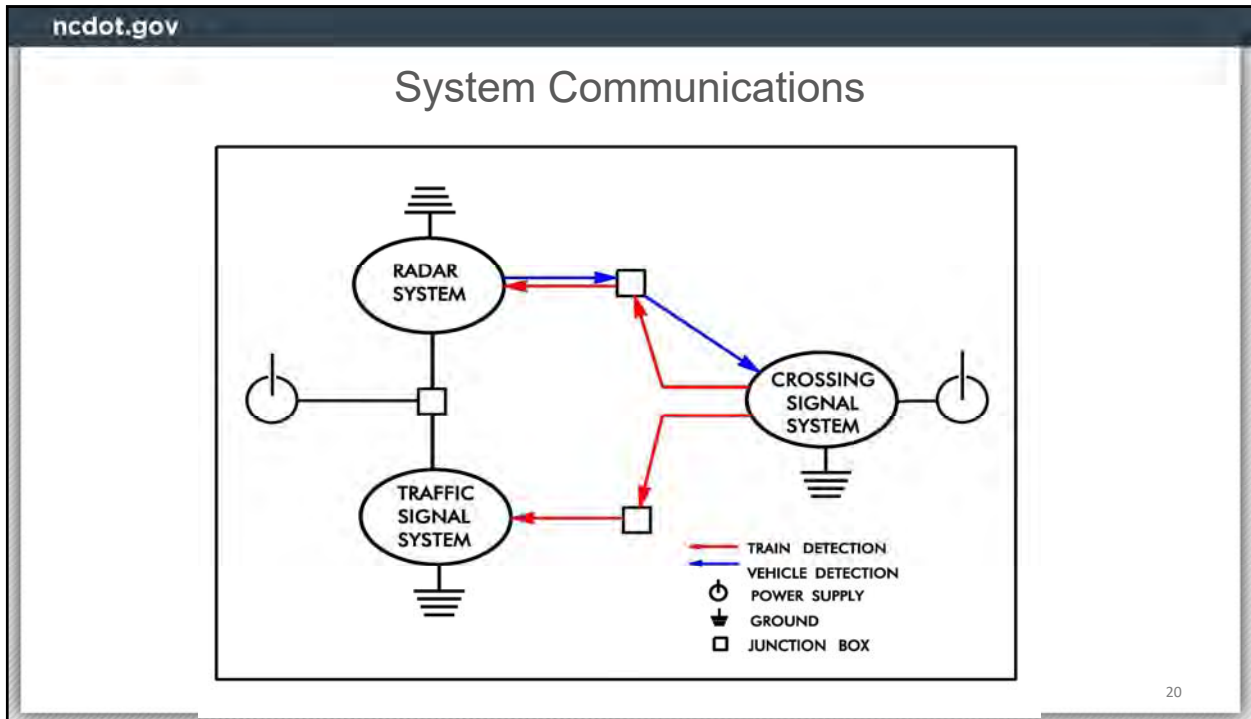 ncdot.gov
System Communications
RADAR
SYSTEM
CROSSING
SIGNAL
SYSTEM
TRAFFIC
SIGNAL
SYSTEM
TRAIN DETECTION
VEHICLE DETECTION
POWER SUPPLY
GROUND
JUNCTION BOX
20